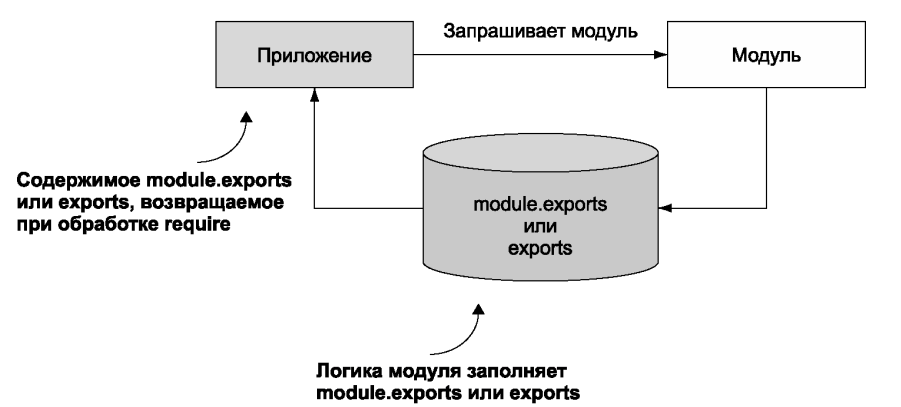 Запрашивает модуль
Приложение
Модуль
Содержимое module.exports
или exports, возвращаемое
при обработке require
module.exports
или
exports
Логика модуля заполняет
module.exports или exports